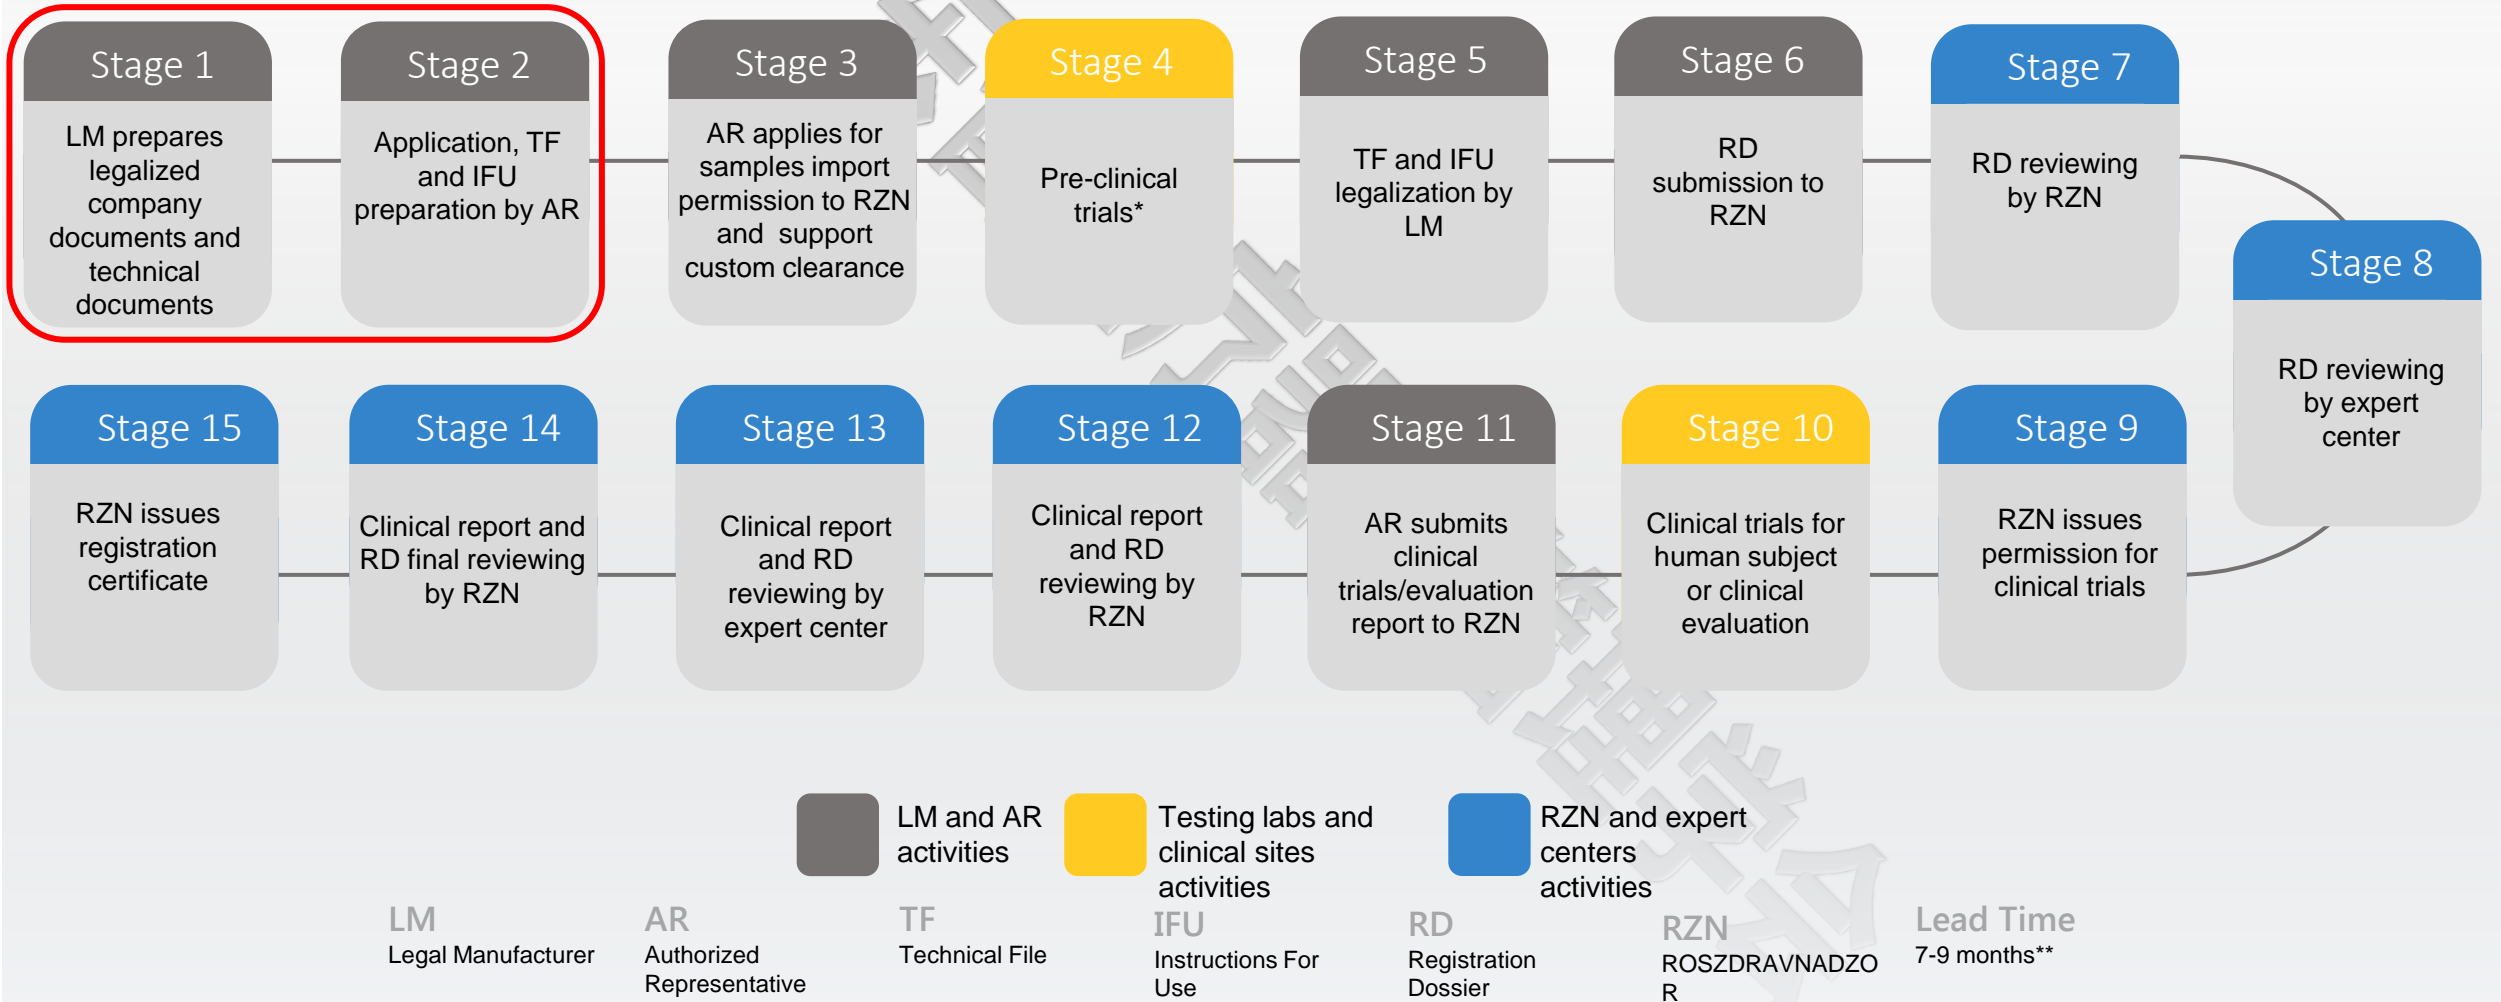 Stage 1
LM prepares
legalized
company
documents and
technical
documents
Stage 2
Application, TF
and IFU
preparation by AR
Stage 3
AR applies for
samples import
permission to RZN
and support
custom clearance
Stage 4
Pre-clinical
trials*
Stage 5
TF and IFU
legalization by
LM
Stage 6
RD
submission to
RZN
Stage 7
RD reviewing
by RZN
Stage 8
RD reviewing
by expert
center
Stage 15
RZN issues
registration
certificate
Stage 14
Clinical report and
RD final reviewing
by RZN
Stage 13
Clinical report
and RD
reviewing by
expert center
Stage 12
Clinical report
and RD
reviewing by
RZN
Stage 11
AR submits
clinical
trials/evaluation
report to RZN
Stage 10
Clinical trials for
human subject
or clinical
evaluation
Stage 9
RZN issues
permission for
clinical trials
LM and AR
activities
Testing labs and
clinical sites
activities
RZN and expert
centers
activities
LM
Legal Manufacturer
AR
Authorized
Representative
TF
Technical File
IFU
Instructions For
Use
RD
Registration
Dossier
RZN
ROSZDRAVNADZO
R
Lead Time
7-9 months**